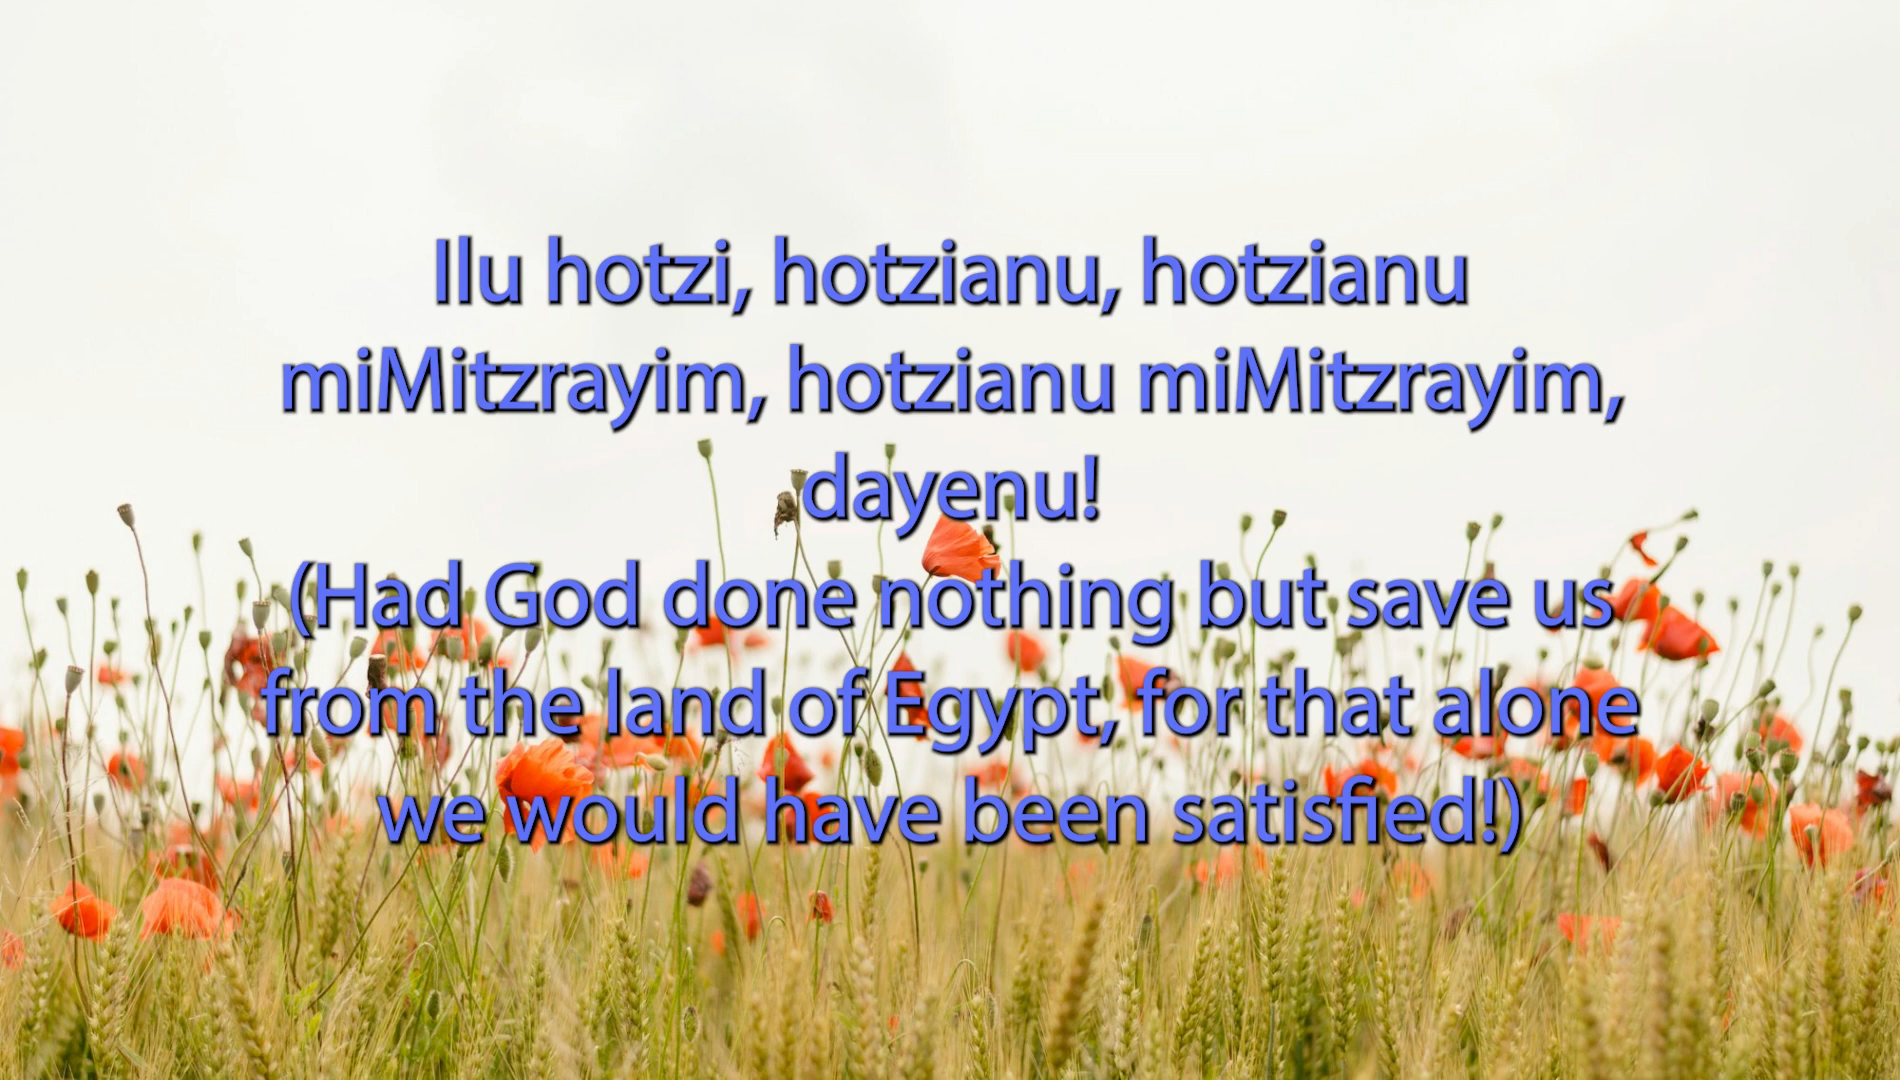 Ilu hotzi, hotzianu, hotzianu
miMitzrayim, hotzianu miMitzrayim,
dayenu!
(Had God done nothing but save us
from the land of Egypt, for that alone
we would have been satisfied!)